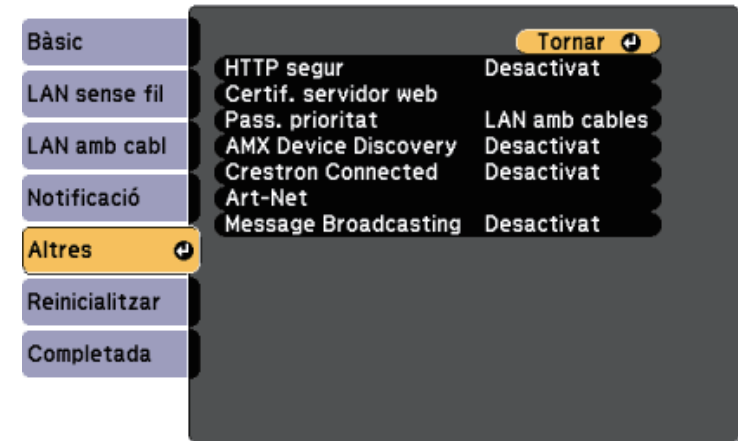 Bàsic
LAN sense fil
LAN amb cabl
Notificació
Altres
Reinicialitzar
Completada
Tornar
HTTP segur Desactivat
Certif. servidor web
Pass. prioritat LAN amb cables
AMX Device Discovery Desactivat
Crestron Connected Desactivat
Art-Net
Message Broadcasting Desactivat